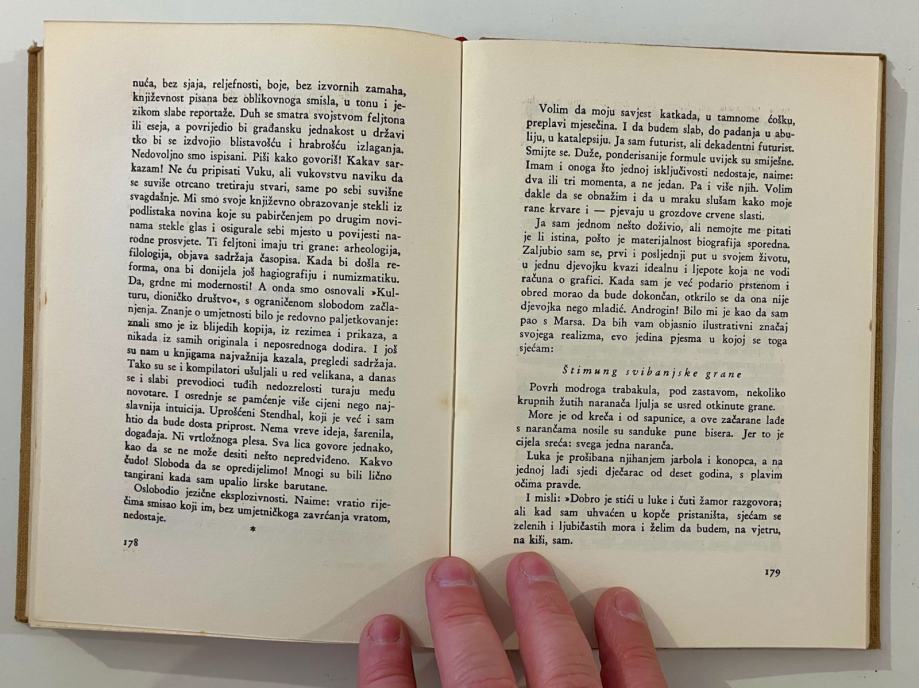 nuća, bez sjaja, reljefnosti, boje, bez izvornih zamaha,
književnost pisana bez oblikovnoga smisla, u tonu i je-
zikom slabe reportaže. Duh se smatra svojstvom feljtona
ili eseja, a povrijedio bi građansku jednakost u državi
tko bi se izdvojio blistavošću i hrabrošću izlaganja.
Nedovoljno smo ispisani. Piši kako govoriš! Kakav sar-
kazam! Ne ću pripisati Vuku, ali vukovstvu naviku da
se suviše otrcano tretiraju stvari, same po sebi suvišne
svagdašnje. Mi smo svoje književno obrazovanje stekli iz
podlistaka novina koje su pabirčenjem po drugim novi-
nama stekle glas i osigurale sebi mjesto u povijesti na-
rodne prosvjete. Ti feljtoni imaju tri grane: arheologija,
filologija, objava sadržaja časopisa. Kada bi došla re-
forma, ona bi donijela još hagiografiju i numizmatiku.
Da, grdne mi modernosti! A onda smo osnovali »Kul-
turu, dioničko društvo«, s ograničenom slobodom začla-
njenja. Znanje o umjetnosti bilo je redovno paljetkovanje:
znali smo je iz blijedih kopija, iz rezimea i prikaza, a
nikada iz samih originala i neposrednoga dodira. I još
su nam u knjigama najvažnija kazala, pregledi sadržaja.
Tako su se i kompilatori ušuljali u red velikana, a danas
se i slabi prevodioci tuđih nedozrelosti turaju među
novotare. I osrednje se pamćenje više cijeni nego naj-
slavnija intuicija. Uprošćeni Stendhal, koji je već i sam
htio da bude dosta priprost. Nema vreve ideja, šarenila,
događaja. Ni vrtložnoga plesa. Sva lica govore jednako,
kao da se ne može desiti nešto nepredviđeno. Kakvo
čudo! Sloboda da se opredijelimo! Mnogi su bili lično
tangirani kada sam upalio lirske barutane.
Oslobodio jezične eksplozivnosti. Naime: vratio rije-
čima smisao koji im, bez umjetničkoga zavrćanja vratom,
nedostaje.
*
178
Volim da moju savjest katkada, u tamnome ćošku,
preplavi mjesečina. I da budem slab, do padanja u abu-
liju, u katalepsiju. Ja sam futurist, ali dekadentni futurist.
Smijte se. Duže, ponderisanije formule uvijek su smiješne.
Imam i onoga što jednoj isključivosti nedostaje, naime:
dva ili tri momenta, a ne jedan. Pa i više njih. Volim
dakle da se obnažim i da u mraku slušam kako moje
rane krvare i — pjevaju u grozdove crvene slasti.
Ja sam jednom nešto doživio, ali nemojte me pitati
je li istina, pošto je materijalnost biografija sporedna.
Zaljubio sam se, prvi i posljednji put u svojem životu,
u jednu djevojku kvazi idealnu i ljepote koja ne vodi
računa o grafici. Kada sam je već podario prstenom i
obred morao da bude dokončan, otkrilo se da ona nije
djevojka nego mladić. Androgin! Bilo mi je kao da sam
pao s Marsa. Da bih vam objasnio ilustrativni značaj
svojega realizma, evo jedina pjesma u kojoj se toga
sjećam:
Stimung svibanjske grane
Povrh modroga trabakula, pod zastavom, nekoliko
krupnih žutih naranača ljulja se usred otkinute grane.
More je od kreča i od sapunice, a ove začarane lađe
s narančama nosile su sanduke pune bisera. Jer to je
cijela sreća: svega jedna naranča.
Luka je prošibana njihanjem jarbola i konopca, a na
jednoj lađi sjedi dječarac od deset godina, s plavim
očima pravde.
I misli: »Dobro je stići u luke i čuti žamor razgovora;
ali kad sam uhvaćen u kopče pristaništa, sjećam se
zelenih i ljubičastih mora i želim da budem, na vjetru,
na kiši, sam.
179